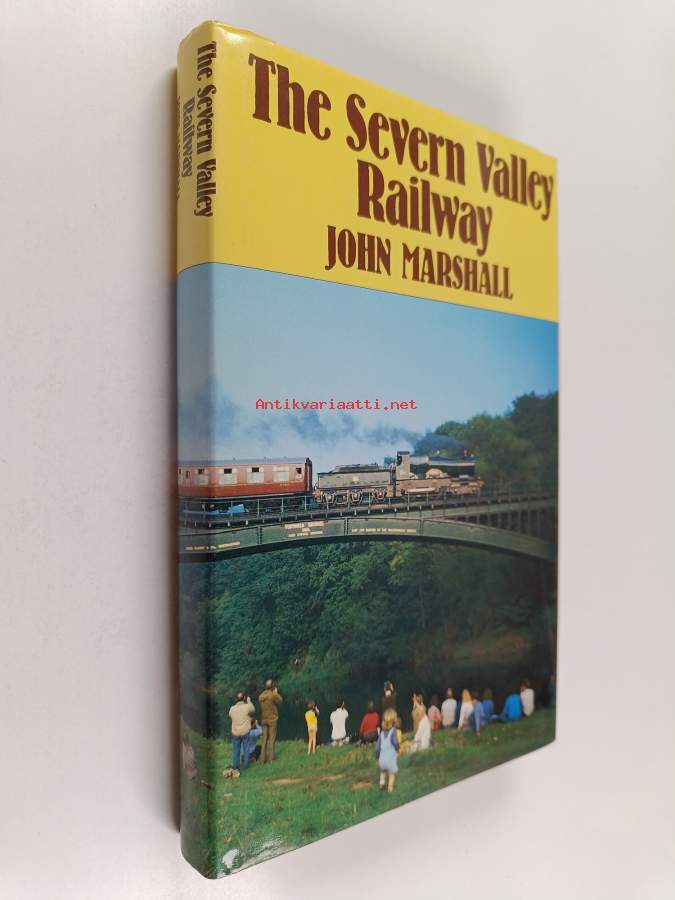 The Severn Valley
Railway
JOHN MARSHALL
The Severn Valley
Railway
Antikvariaatti.net